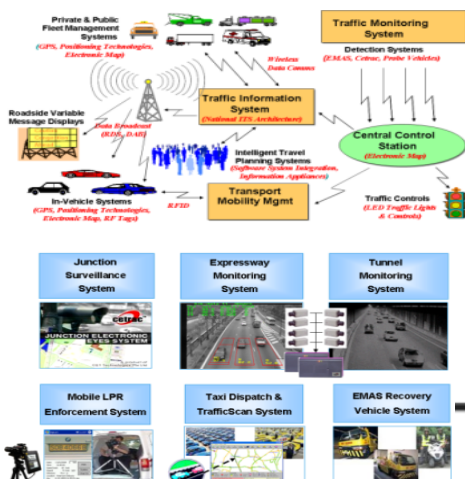 Private & Public
Fleet Management
Systems
(GPS, Positioning Technologies,
Electronic Map)
Traffic Monitoring
System
Detection Systems
(EMAS, Cetrac, Probe Vehicles)
Wireless
Data Comms
Traffic Information
System
(National ITS Architecture)
Roadside Variable
Message Displays
Data Broadcast
(RDS, DAB)
Central Control
Station
(Electronic Map)
Intelligent Travel
Planning Systems
(Software System Integration,
Information Appliances)
In-Vehicle Systems
(GPS, Positioning Technologies,
Electronic Map, RF Tags)
RFID
Transport
Mobility Mgmt
Traffic Controls
(LED Traffic Lights
& Controls)
Junction
Surveillance
System
Expressway
Monitoring
System
Tunnel
Monitoring
System
JUNCTION ELECTRONIC
EYES SYSTEM
Mobile LPR
Enforcement System
Taxi Dispatch &
TrafficScan System
EMAS Recovery
Vehicle System